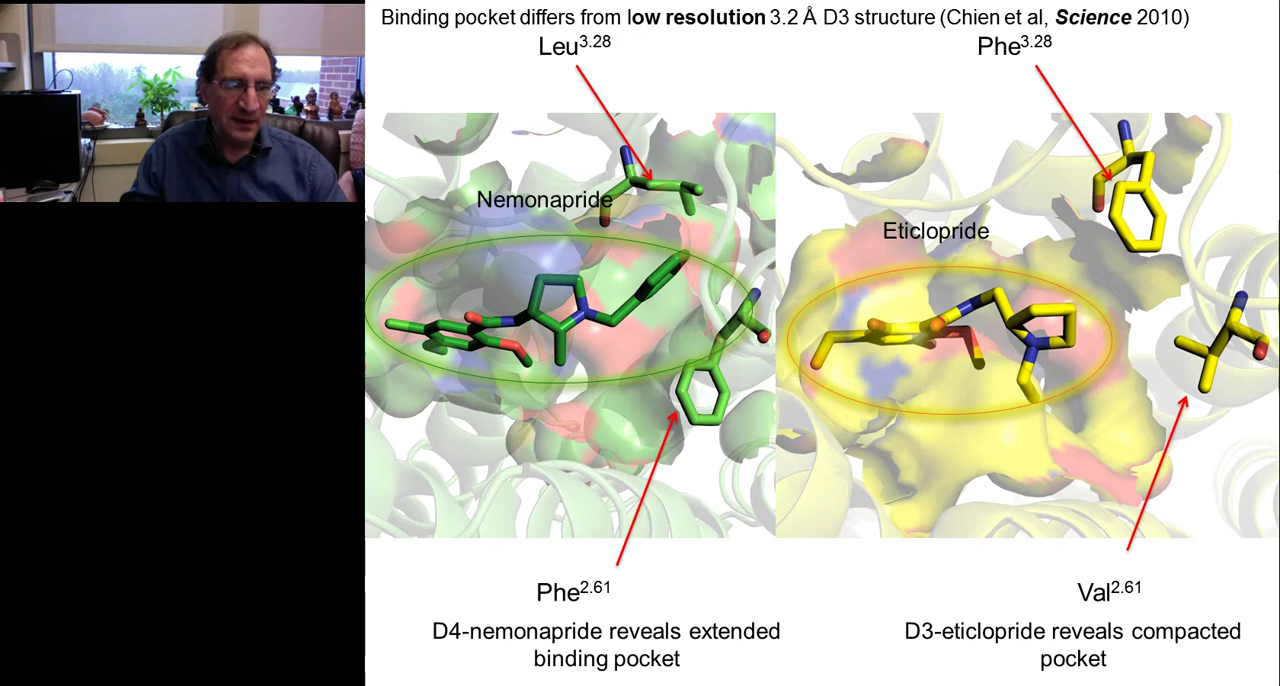 Binding pocket differs from low resolution 3.2 Å D3 structure (Chien et al, Science 2010)
Leu3.28
Phe3.28
Nemonapride
Eticlopride
Phe2.61
Val2.61
D4-nemonapride reveals extended
binding pocket
D3-eticlopride reveals compacted
pocket